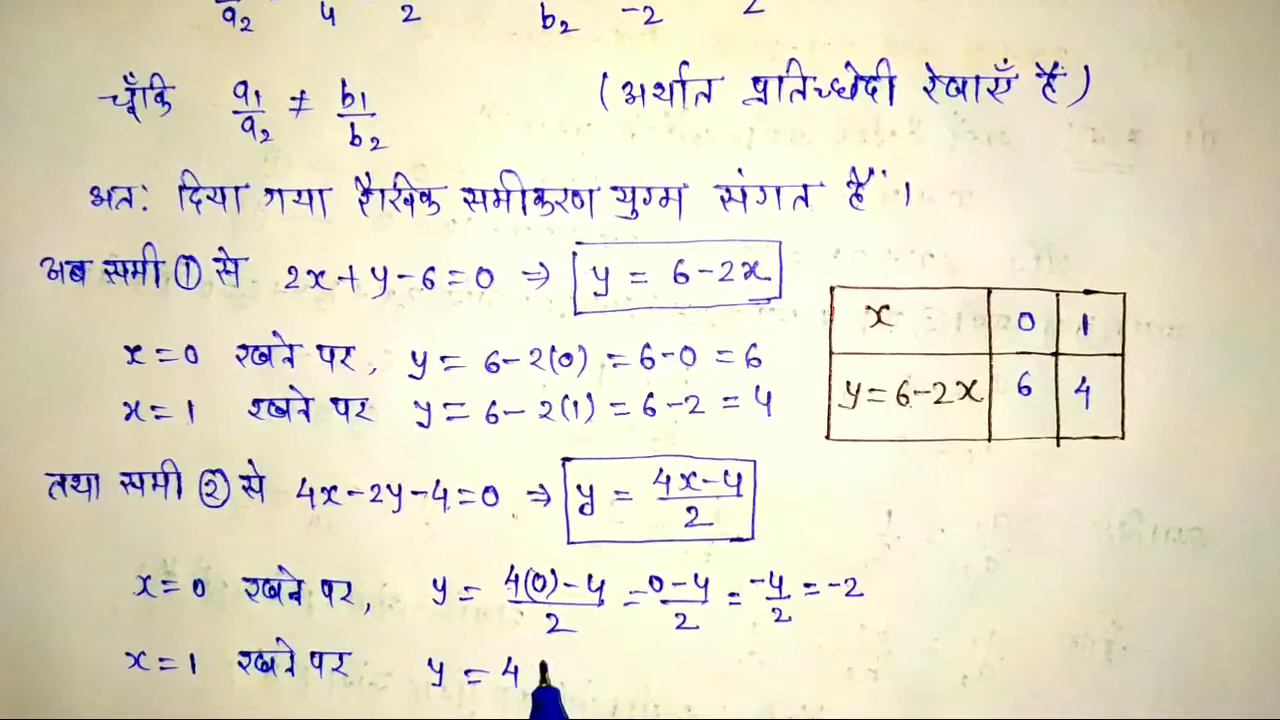 a₂ 4 2 b₂ -2 2
चूँकि a₁/a₂ ≠ b₁/b₂ (अर्थात प्रतिच्छेदी रेखाएँ हैं)
अतः दिया गया रैखिक समीकरण युग्म संगत हैं।
अब समी ① से 2x+y-6=0 ⇒ y = 6-2x
x=0 रखने पर, y = 6-2(0) = 6-0 = 6
x=1 रखने पर y = 6-2(1) = 6-2 = 4
x 0 1
y=6-2x 6 4
तथा समी ② से 4x-2y-4=0 ⇒ y = (4x-4)/2
x=0 रखने पर, y = (4(0)-4)/2 = (0-4)/2 = -4/2 = -2
x=1 रखने पर y = 4